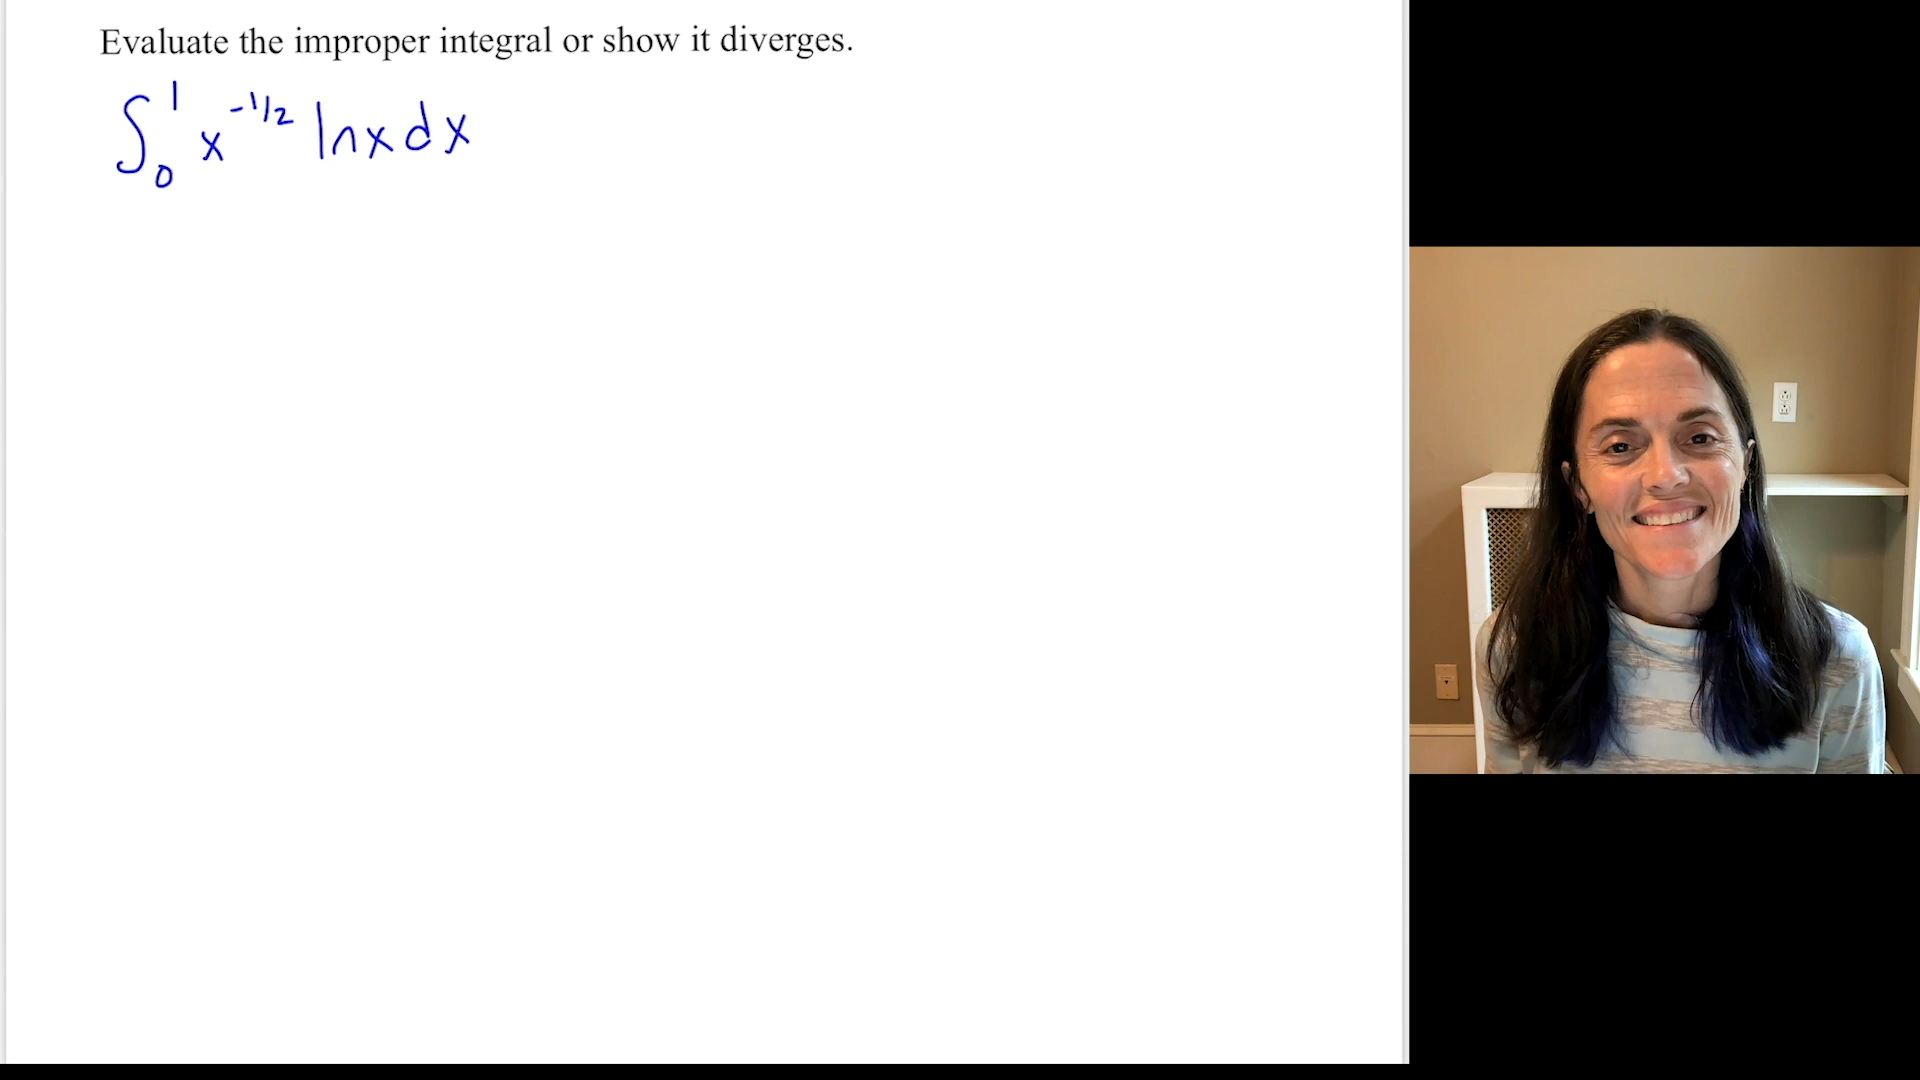 Evaluate the improper integral or show it diverges.
∫₀¹ x^(-1/2) ln x dx